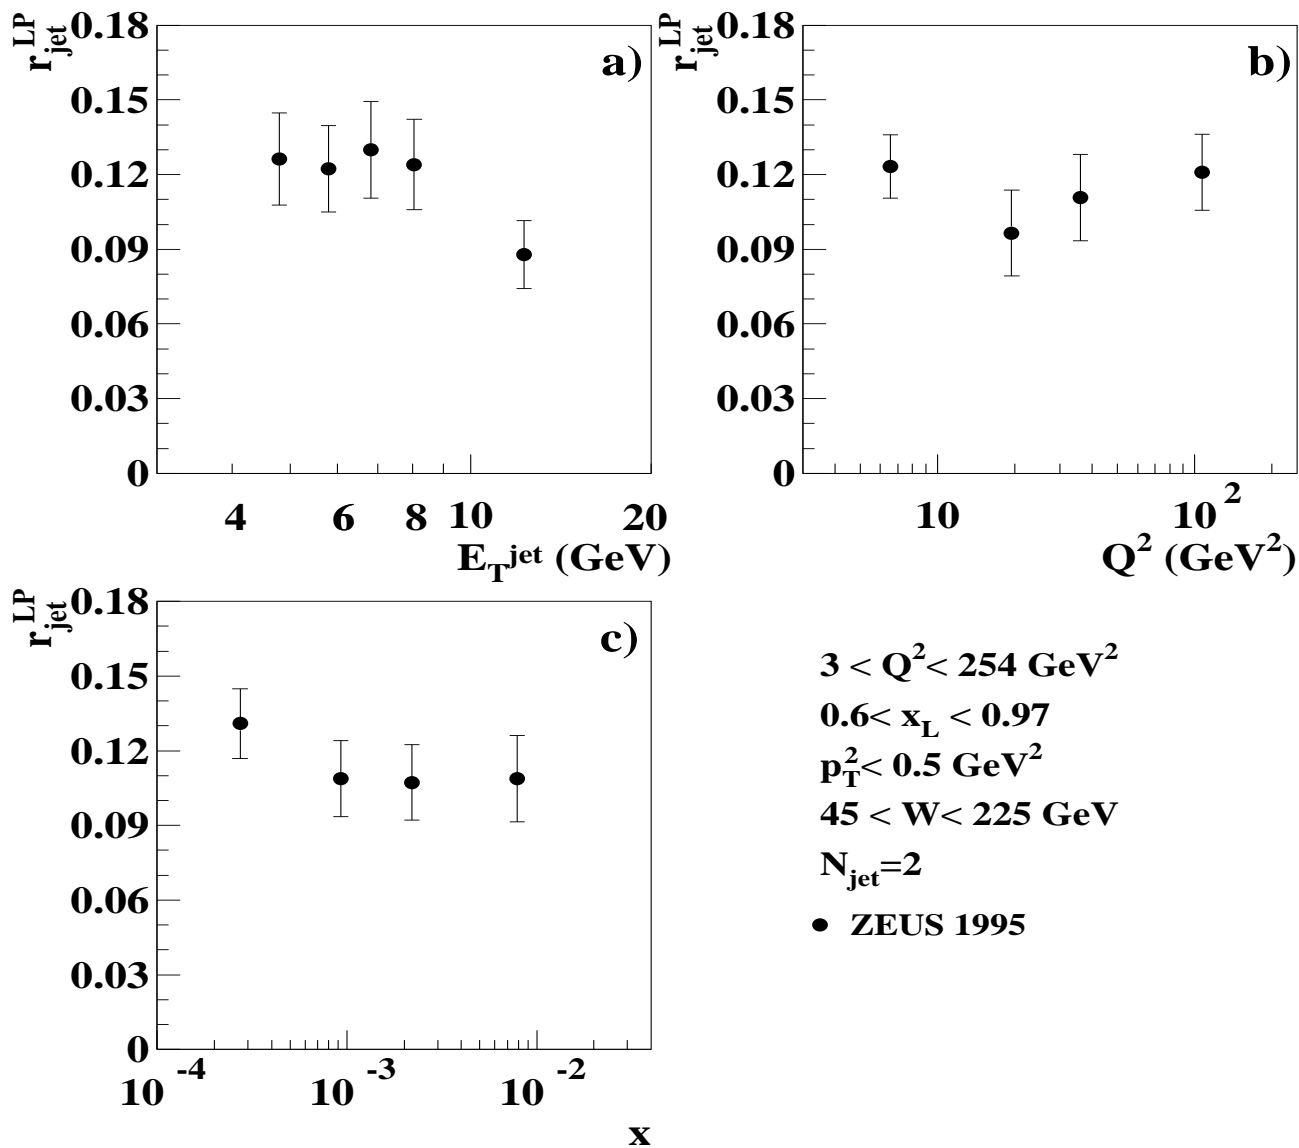 r_jet^LP
a)
0.18
0.15
0.12
0.09
0.06
0.03
0
4 6 8 10 20
E_T^jet (GeV)
r_jet^LP
b)
0.18
0.15
0.12
0.09
0.06
0.03
0
10 10^2
Q^2 (GeV^2)
r_jet^LP
c)
0.18
0.15
0.12
0.09
0.06
0.03
0
10^-4 10^-3 10^-2
x
3 < Q^2< 254 GeV^2
0.6< x_L < 0.97
p_T^2< 0.5 GeV^2
45 < W< 225 GeV
N_jet=2
ZEUS 1995